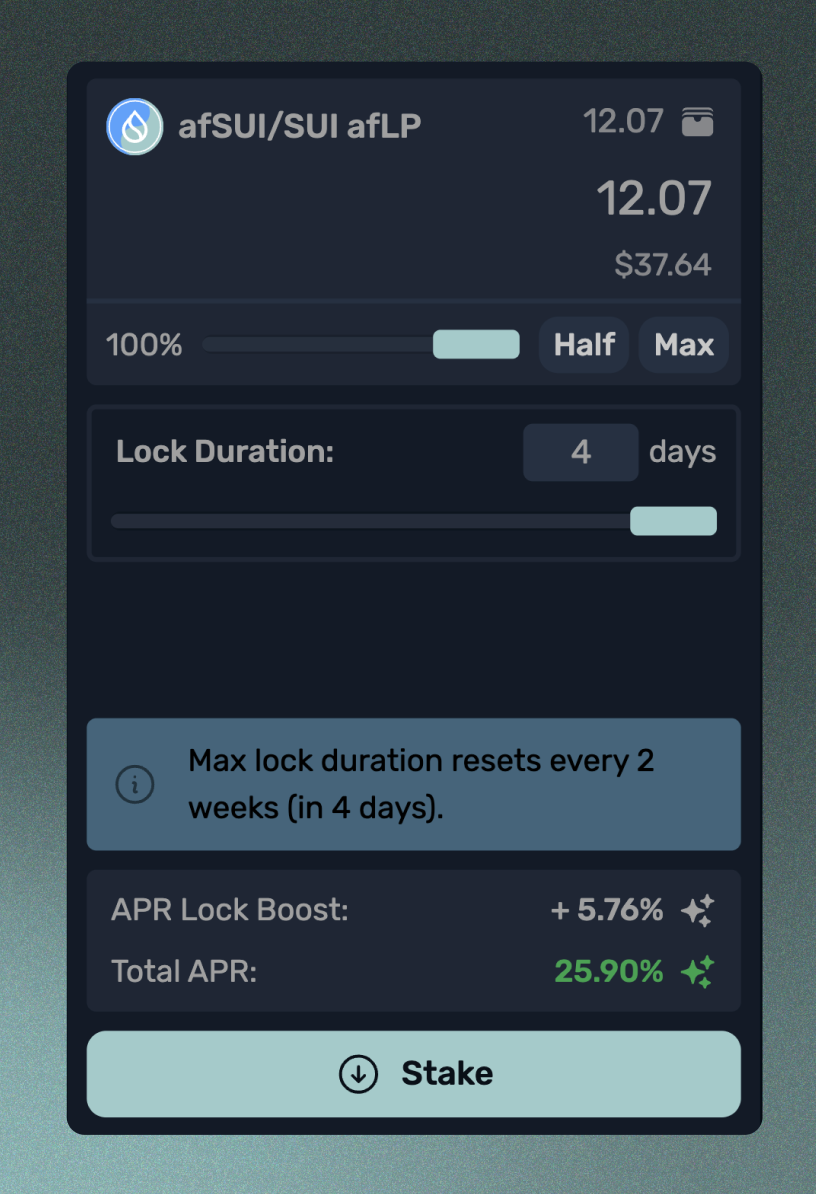 afSUI/SUI afLP
12.07
12.07
$37.64
100%
Half
Max
Lock Duration:
4
days
Max lock duration resets every 2
weeks (in 4 days).
APR Lock Boost:
+ 5.76%
Total APR:
25.90%
Stake